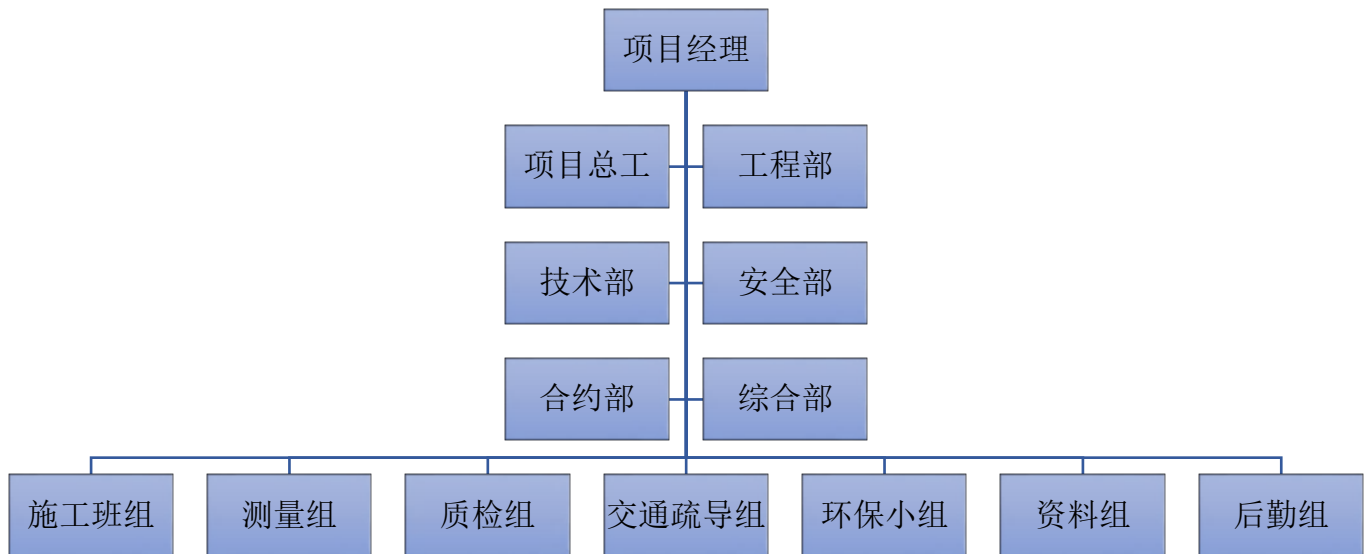 项目经理
项目总工
工程部
技术部
安全部
合约部
综合部
施工班组
测量组
质检组
交通疏导组
环保小组
资料组
后勤组